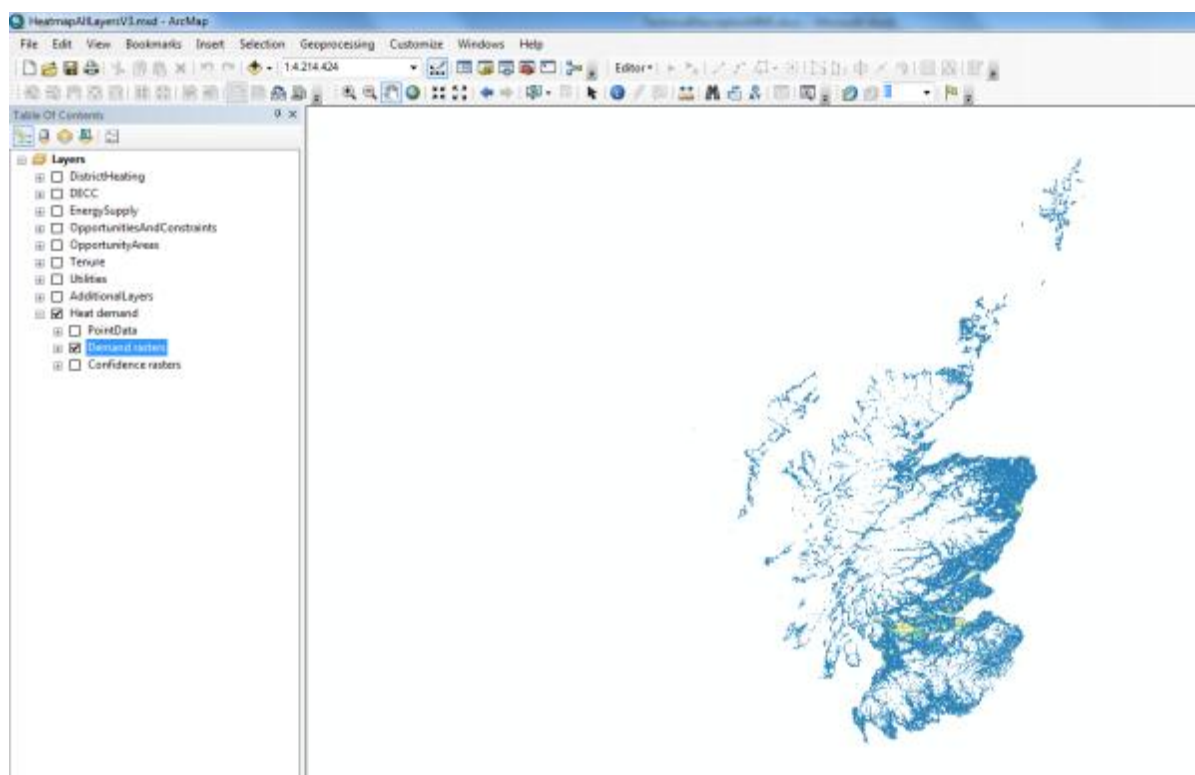 HeatmapAllLayersV3.mxd - ArcMap
File Edit View Bookmarks Insert Selection Geoprocessing Customize Windows Help
1:4.214.424
Editor
Table Of Contents
Layers
DistrictHeating
DECC
EnergySupply
OpportunitiesAndConstraints
OpportunityAreas
Tenure
Utilities
AdditionalLayers
Heat demand
PointData
Demand rasters
Confidence rasters